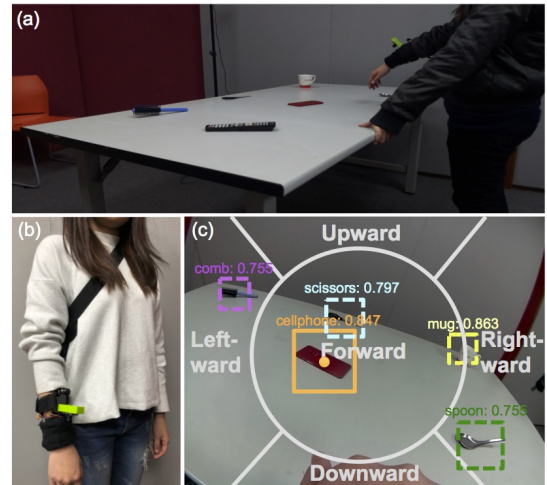 (a)
(b)
(c)
Upward
comb: 0.755
scissors: 0.797
cellphone: 0.847
mug: 0.863
Left-
ward
Forward
Right-
ward
spoon: 0.755
Downward